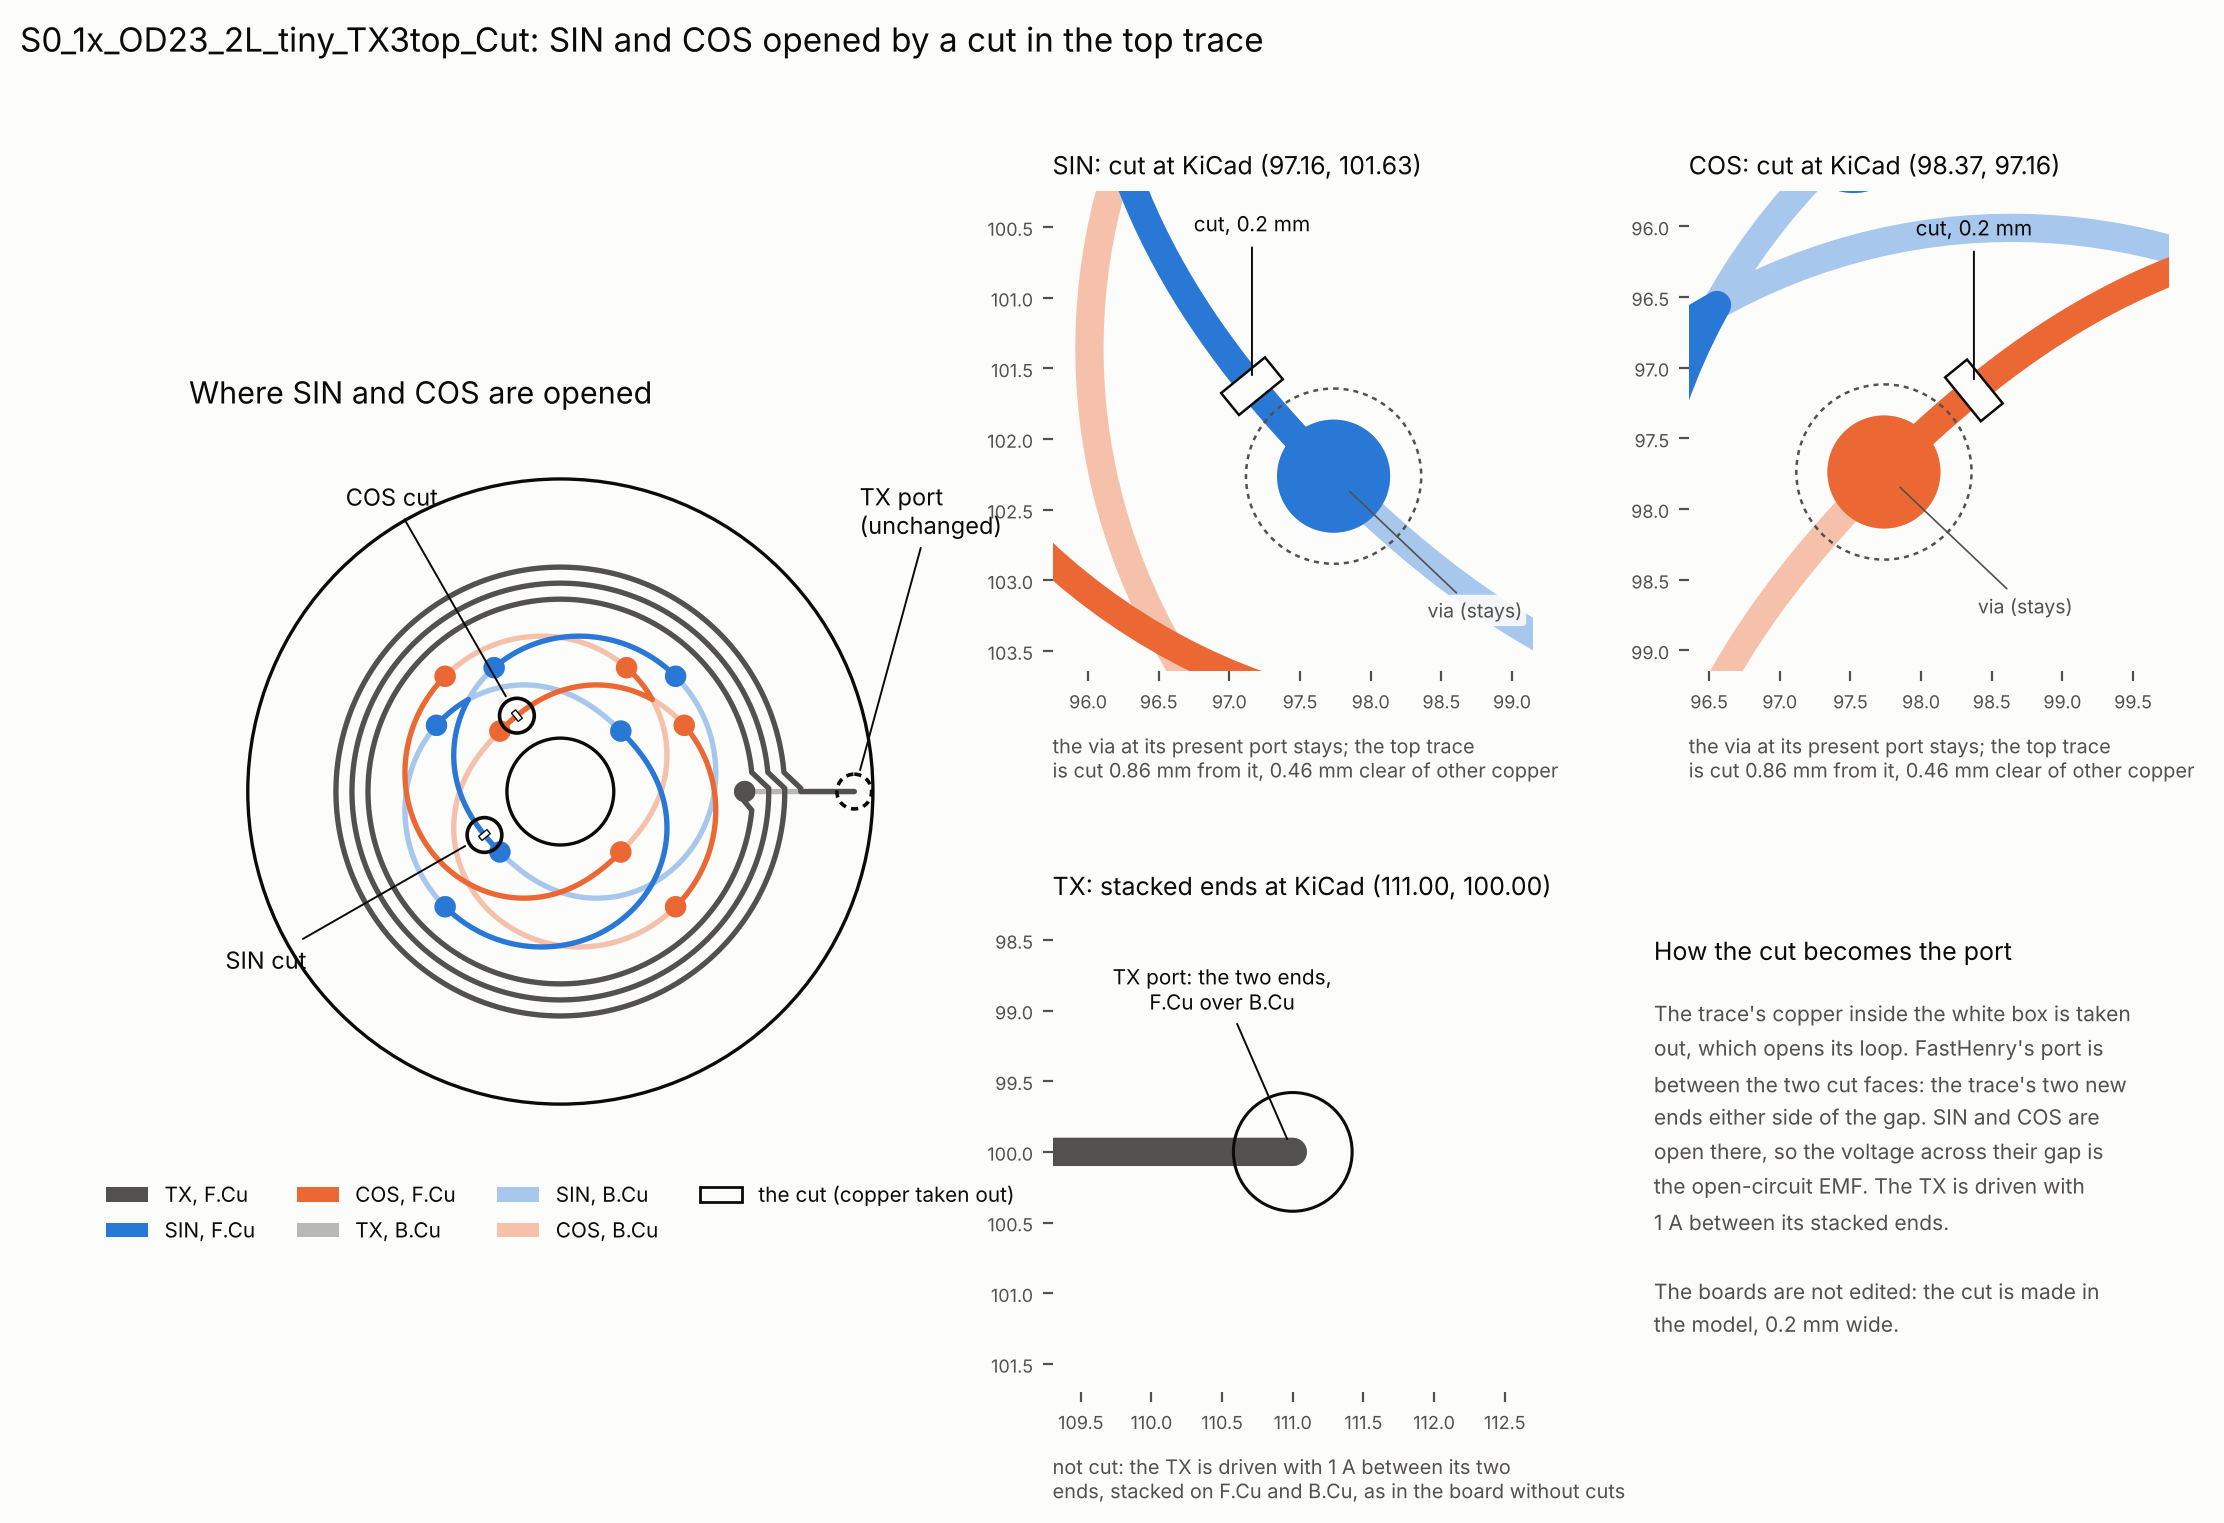 S0_1x_OD23_2L_tiny_TX3top_Cut: SIN and COS opened by a cut in the top trace
Where SIN and COS are opened
COS cut
TX port
(unchanged)
SIN cut
TX, F.Cu
COS, F.Cu
SIN, B.Cu
the cut (copper taken out)
SIN, F.Cu
TX, B.Cu
COS, B.Cu
SIN: cut at KiCad (97.16, 101.63)
cut, 0.2 mm
via (stays)
100.5
101.0
101.5
102.0
102.5
103.0
103.5
96.0 96.5 97.0 97.5 98.0 98.5 99.0
the via at its present port stays; the top trace
is cut 0.86 mm from it, 0.46 mm clear of other copper
COS: cut at KiCad (98.37, 97.16)
cut, 0.2 mm
via (stays)
96.0
96.5
97.0
97.5
98.0
98.5
99.0
96.5 97.0 97.5 98.0 98.5 99.0 99.5
the via at its present port stays; the top trace
is cut 0.86 mm from it, 0.46 mm clear of other copper
TX: stacked ends at KiCad (111.00, 100.00)
TX port: the two ends,
F.Cu over B.Cu
98.5
99.0
99.5
100.0
100.5
101.0
101.5
109.5 110.0 110.5 111.0 111.5 112.0 112.5
not cut: the TX is driven with 1 A between its two
ends, stacked on F.Cu and B.Cu, as in the board without cuts
How the cut becomes the port
The trace's copper inside the white box is taken
out, which opens its loop. FastHenry's port is
between the two cut faces: the trace's two new
ends either side of the gap. SIN and COS are
open there, so the voltage across their gap is
the open-circuit EMF. The TX is driven with
1 A between its stacked ends.
The boards are not edited: the cut is made in
the model, 0.2 mm wide.